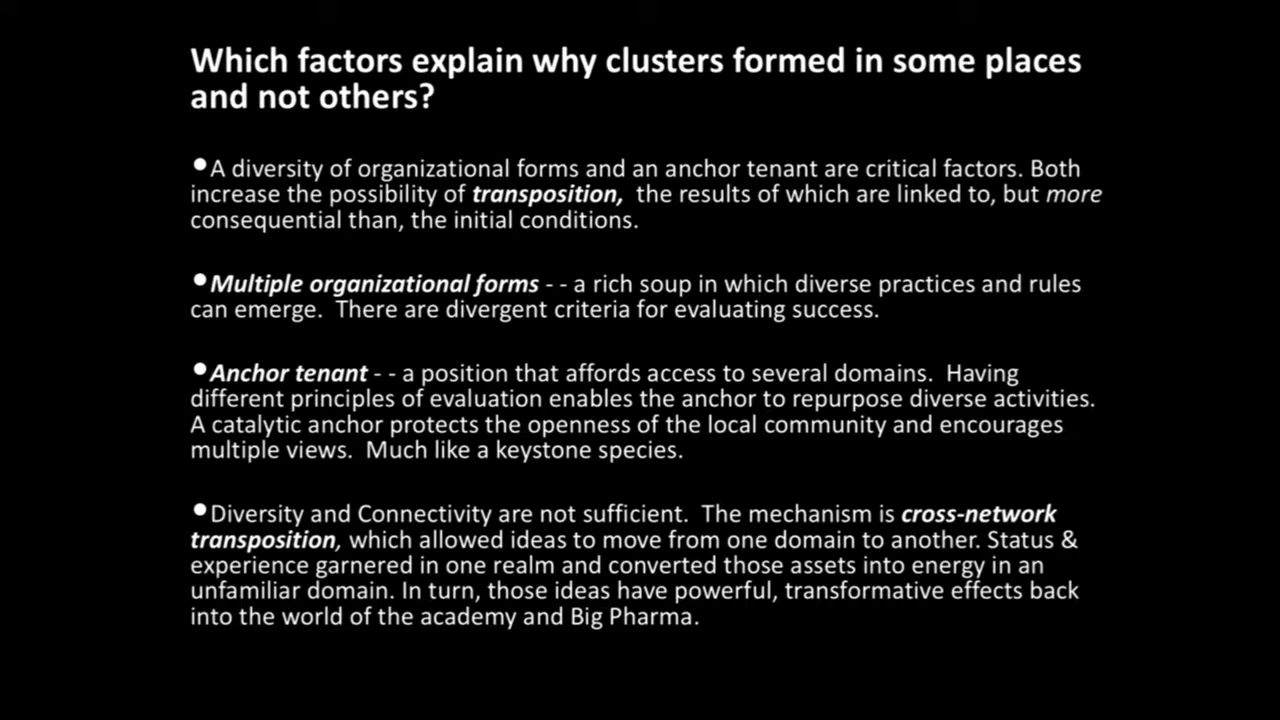 Which factors explain why clusters formed in some places
and not others?
•A diversity of organizational forms and an anchor tenant are critical factors. Both
increase the possibility of transposition, the results of which are linked to, but more
consequential than, the initial conditions.
•Multiple organizational forms - - a rich soup in which diverse practices and rules
can emerge. There are divergent criteria for evaluating success.
•Anchor tenant - - a position that affords access to several domains. Having
different principles of evaluation enables the anchor to repurpose diverse activities.
A catalytic anchor protects the openness of the local community and encourages
multiple views. Much like a keystone species.
•Diversity and Connectivity are not sufficient. The mechanism is cross-network
transposition, which allowed ideas to move from one domain to another. Status &
experience garnered in one realm and converted those assets into energy in an
unfamiliar domain. In turn, those ideas have powerful, transformative effects back
into the world of the academy and Big Pharma.